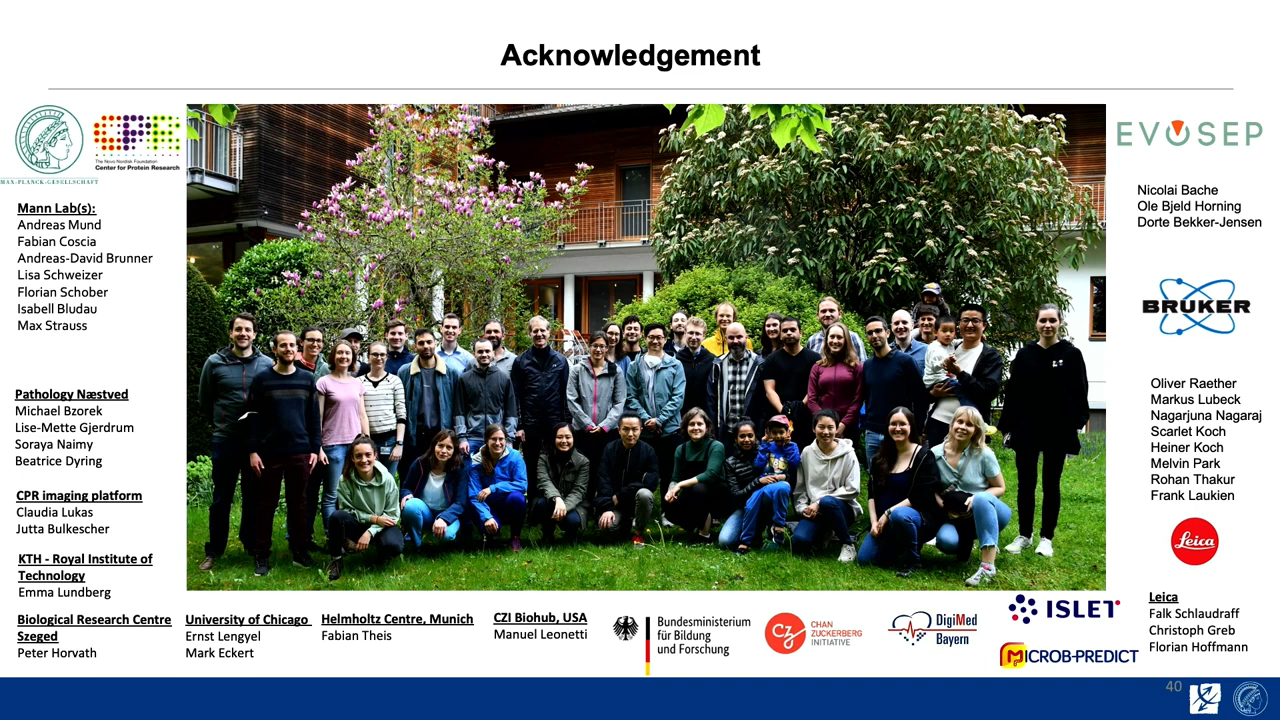 Acknowledgement
MAX-PLANCK-GESELLSCHAFT
CPR
The Novo Nordisk Foundation
Center for Protein Research
Mann Lab(s):
Andreas Mund
Fabian Coscia
Andreas-David Brunner
Lisa Schweizer
Florian Schober
Isabell Bludau
Max Strauss
Pathology Næstved
Michael Bzorek
Lise-Mette Gjerdrum
Soraya Naimy
Beatrice Dyring
CPR imaging platform
Claudia Lukas
Jutta Bulkescher
KTH - Royal Institute of
Technology
Emma Lundberg
Biological Research Centre
Szeged
Peter Horvath
University of Chicago
Ernst Lengyel
Mark Eckert
Helmholtz Centre, Munich
Fabian Theis
CZI Biohub, USA
Manuel Leonetti
Bundesministerium
für Bildung
und Forschung
CZ
CHAN
ZUCKERBERG
INITIATIVE
DigiMed
Bayern
ISLET
MICROB-PREDICT
EVOSEP
Nicolai Bache
Ole Bjeld Horning
Dorte Bekker-Jensen
BRUKER
Oliver Raether
Markus Lubeck
Nagarjuna Nagaraj
Scarlet Koch
Heiner Koch
Melvin Park
Rohan Thakur
Frank Laukien
Leica
Leica
Falk Schlaudraff
Christoph Greb
Florian Hoffmann
40